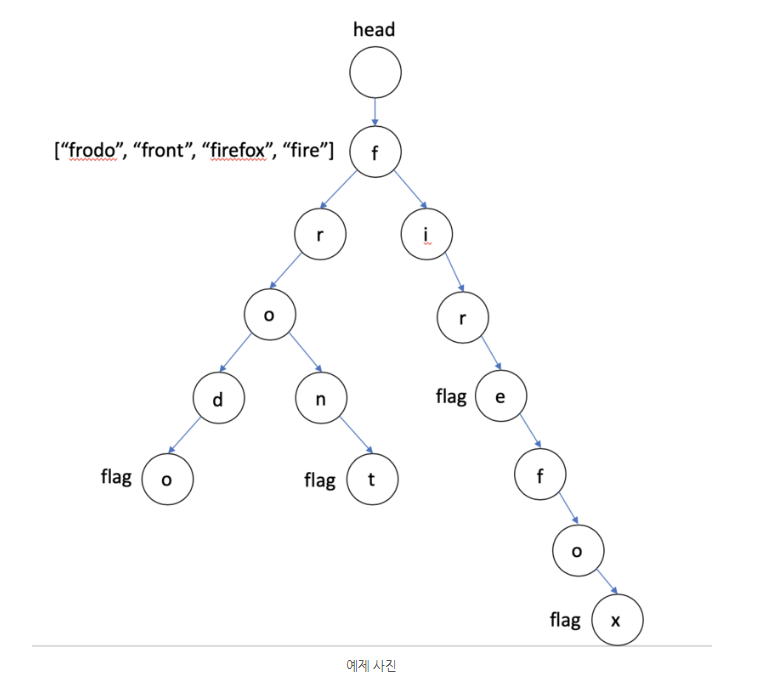 head
["frodo", "front", "firefox", "fire"]
f
r
i
o
r
d
n
flag
e
flag
o
flag
t
f
o
flag
x
예제 사진